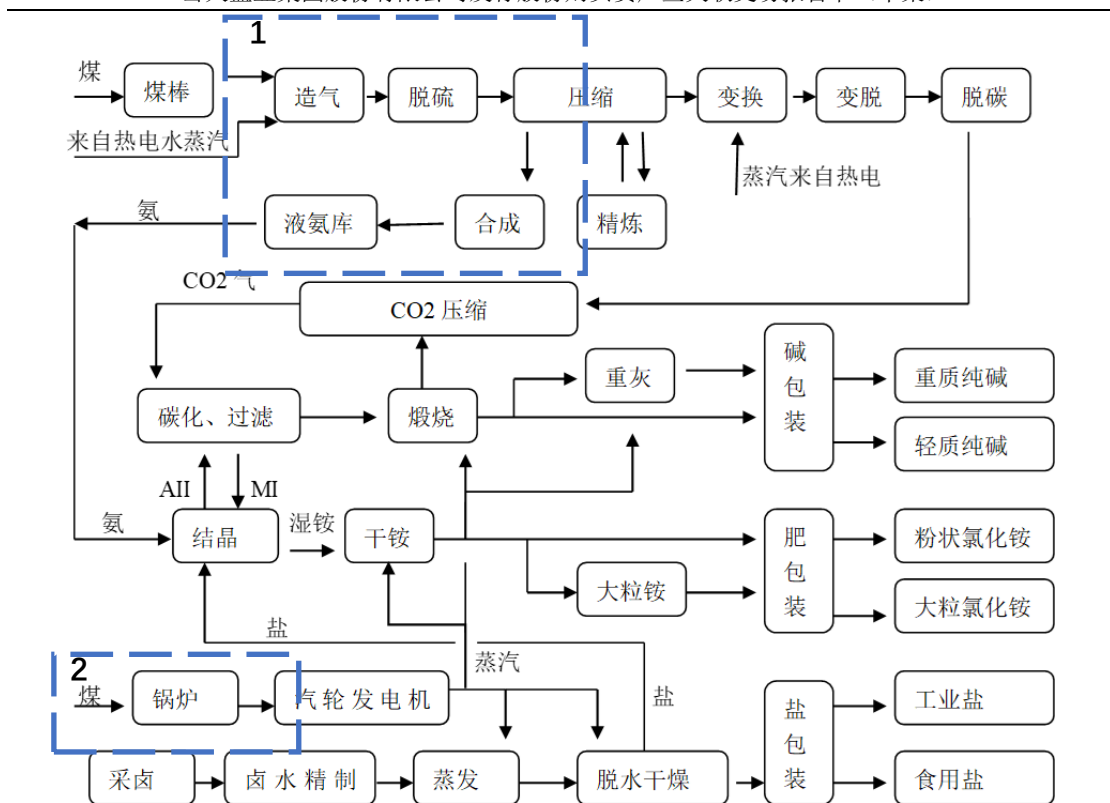 1
煤
煤棒
造气
脱硫
压缩
变换
变脱
脱碳
来自热电水蒸汽
蒸汽来自热电
氨
液氨库
合成
精炼
CO2 气
CO2 压缩
碳化、过滤
煅烧
重灰
碱包装
重质纯碱
轻质纯碱
AII
MI
氨
结晶
湿铵
干铵
大粒铵
肥包装
粉状氯化铵
大粒氯化铵
盐
蒸汽
盐
2
煤
锅炉
汽轮发电机
盐包装
工业盐
食用盐
采卤
卤水精制
蒸发
脱水干燥